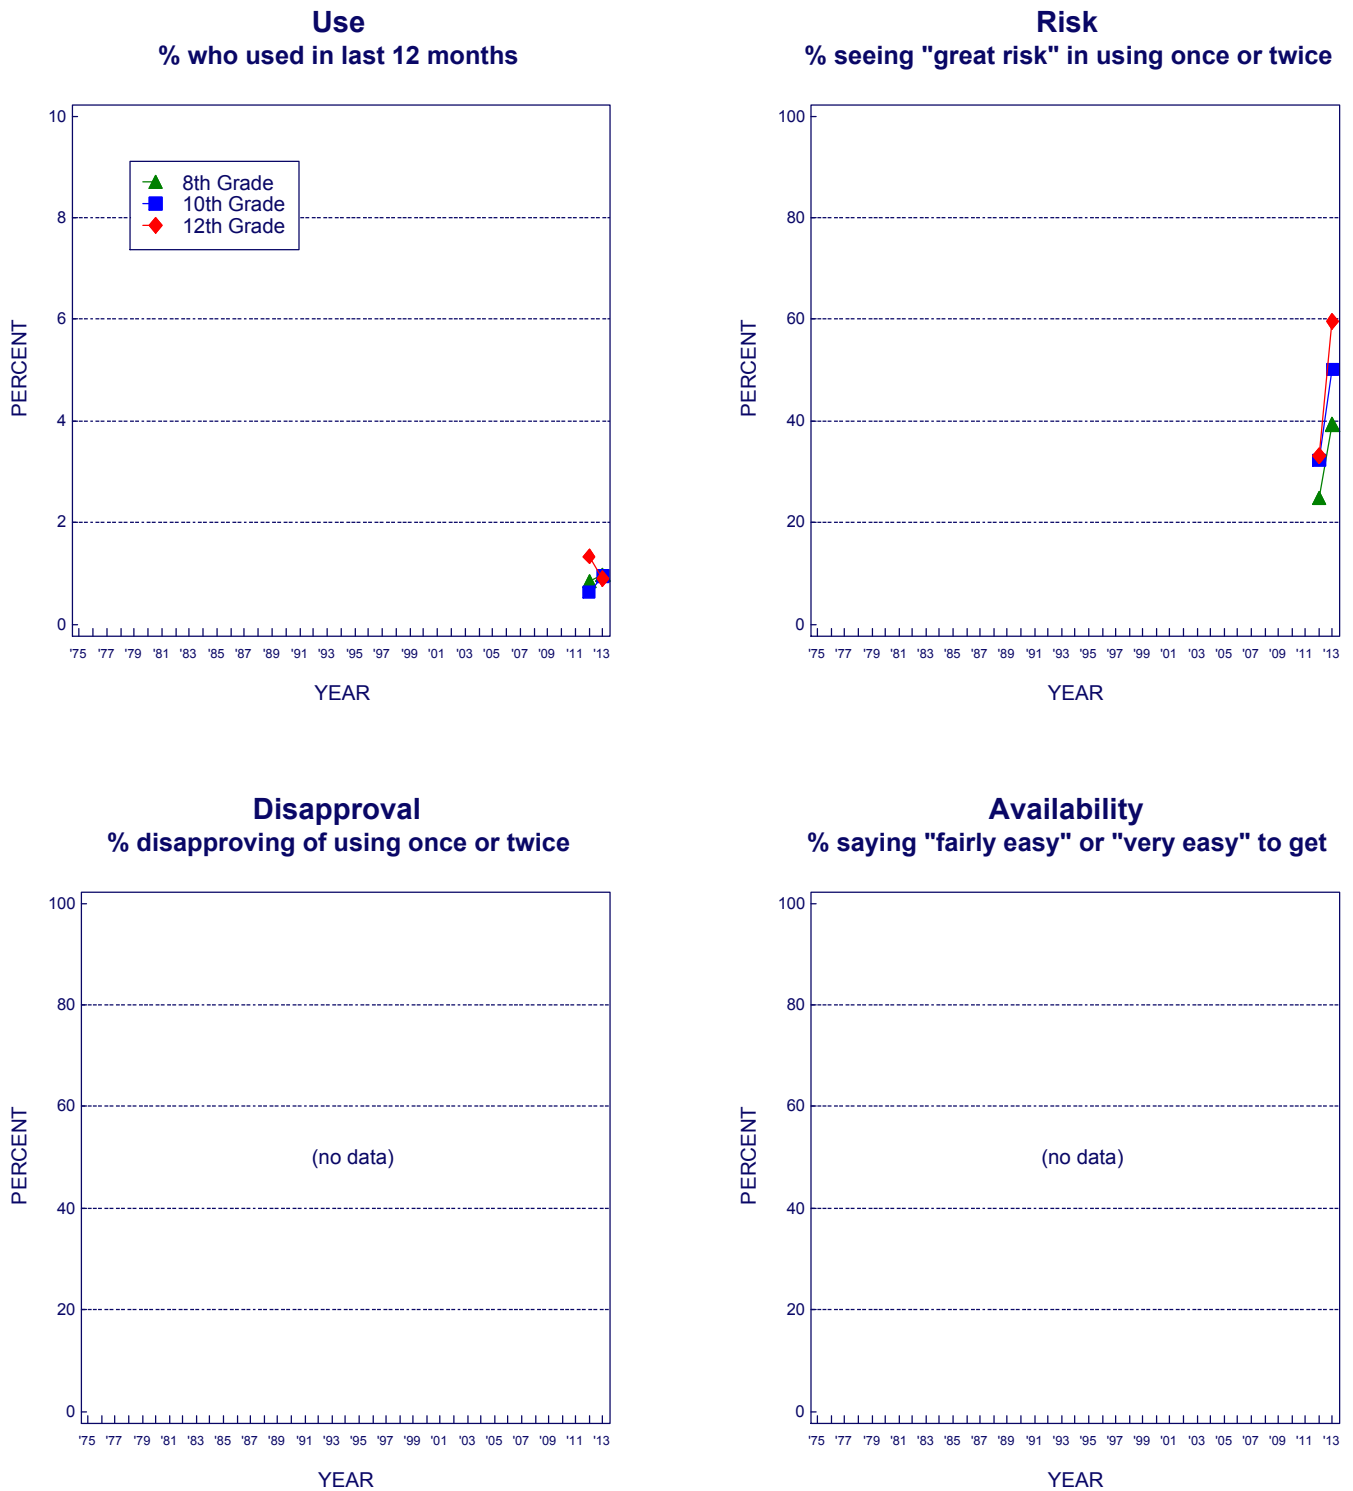 Use
% who used in last 12 months
10
8
6
4
2
0
PERCENT
8th Grade
10th Grade
12th Grade
'75 '77 '79 '81 '83 '85 '87 '89 '91 '93 '95 '97 '99 '01 '03 '05 '07 '09 '11 '13
YEAR
Risk
% seeing "great risk" in using once or twice
100
80
60
40
20
0
PERCENT
'75 '77 '79 '81 '83 '85 '87 '89 '91 '93 '95 '97 '99 '01 '03 '05 '07 '09 '11 '13
YEAR
Disapproval
% disapproving of using once or twice
100
80
60
40
20
0
PERCENT
(no data)
'75 '77 '79 '81 '83 '85 '87 '89 '91 '93 '95 '97 '99 '01 '03 '05 '07 '09 '11 '13
YEAR
Availability
% saying "fairly easy" or "very easy" to get
100
80
60
40
20
0
PERCENT
(no data)
'75 '77 '79 '81 '83 '85 '87 '89 '91 '93 '95 '97 '99 '01 '03 '05 '07 '09 '11 '13
YEAR